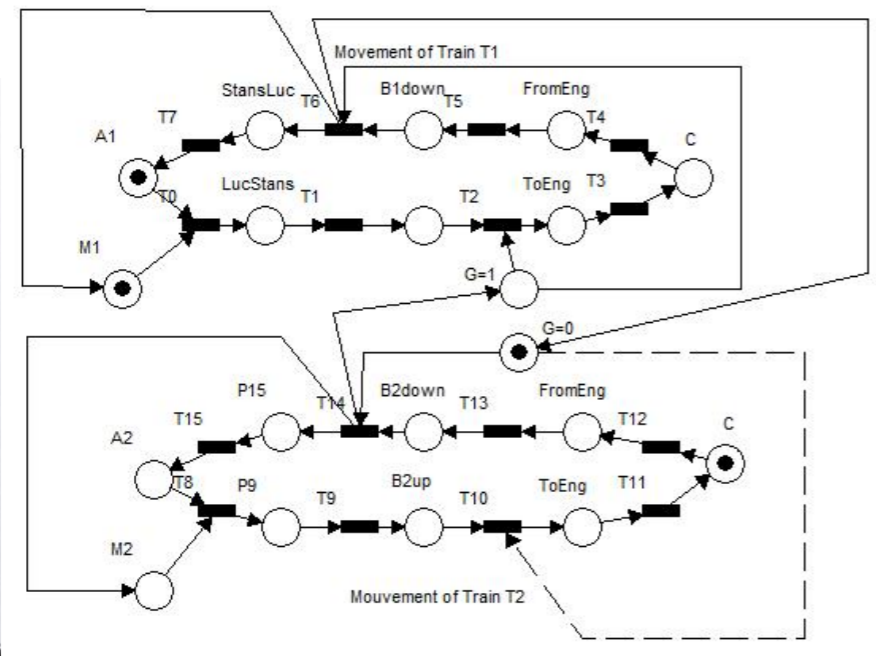 Movement of Train T1
StansLuc
T6
B1down
T5
FromEng
T7
T4
A1
C
T0
LucStans
T1
T2
ToEng
T3
M1
G=1
G=0
P15
T14
B2down
T13
FromEng
T15
T12
A2
C
T8
P9
T9
B2up
T10
ToEng
T11
M2
Mouvement of Train T2